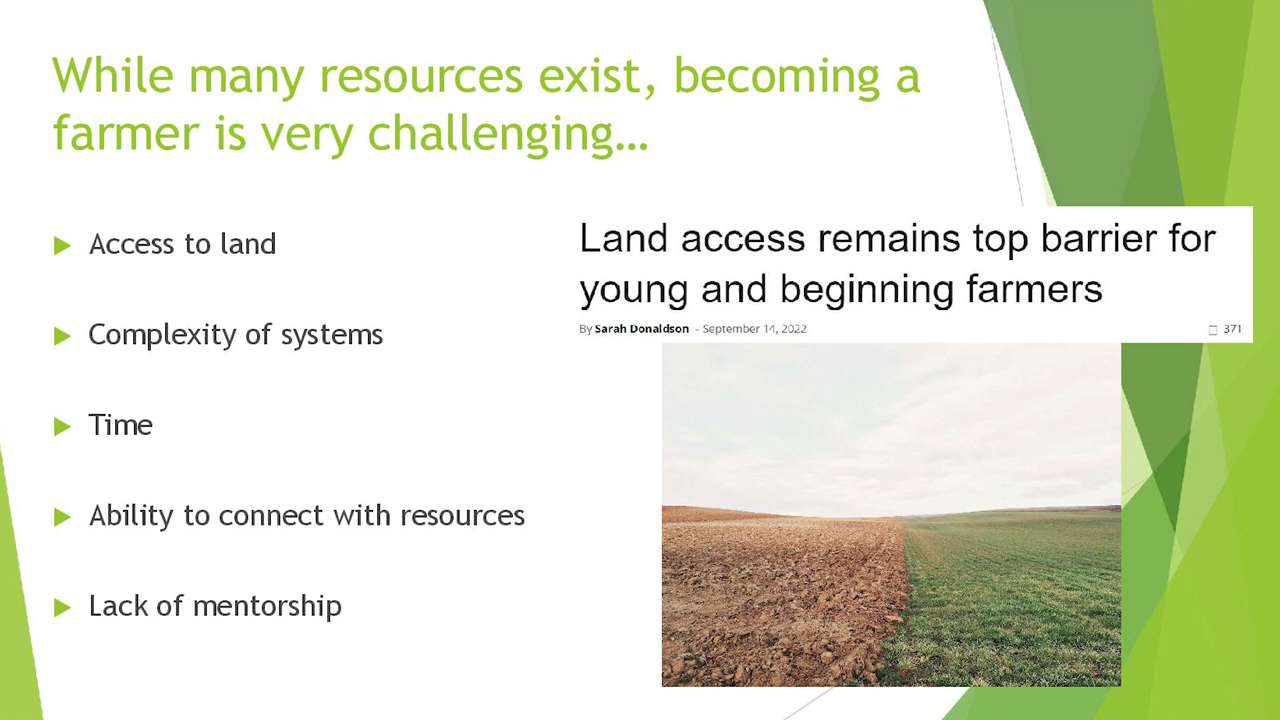 While many resources exist, becoming a
farmer is very challenging…
Access to land
Complexity of systems
Time
Ability to connect with resources
Lack of mentorship
Land access remains top barrier for
young and beginning farmers
By Sarah Donaldson - September 14, 2022
371